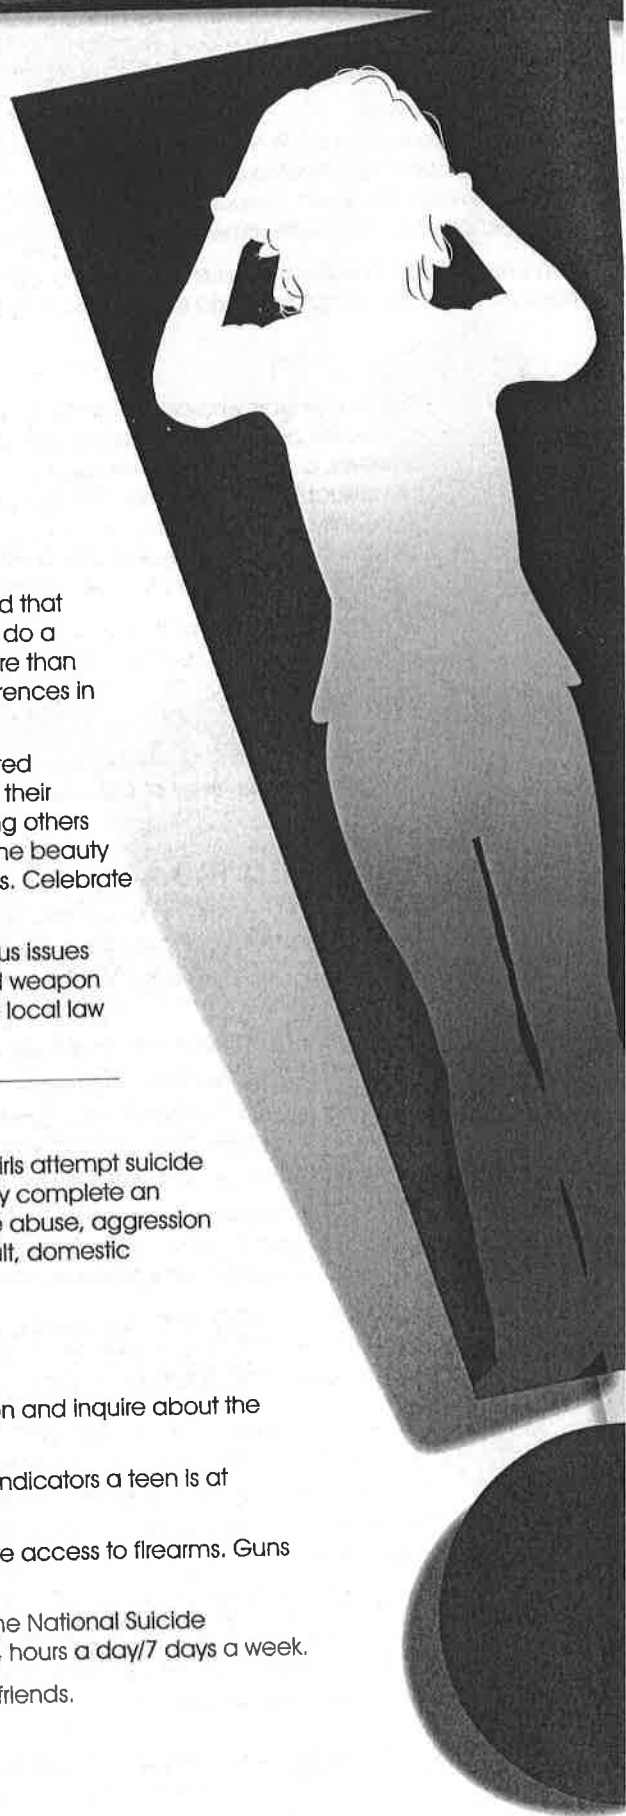 d that
do a
re than
rences in
red
their
g others
he beauty
s. Celebrate
us issues
l weapon
local law
irls attempt suicide
y complete an
abuse, aggression
ult, domestic
n and inquire about the
ndicators a teen is at
e access to firearms. Guns
he National Suicide
hours a day/7 days a week.
friends.